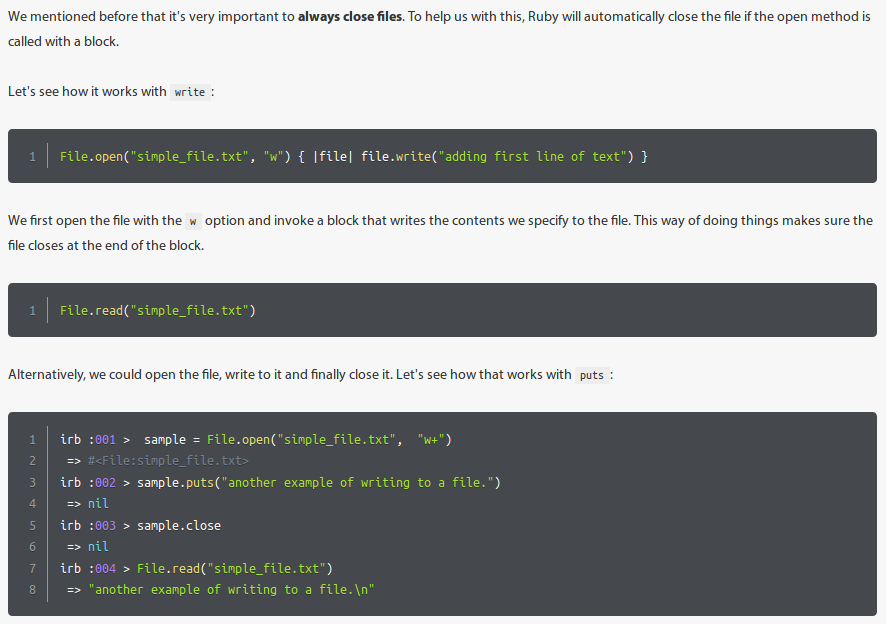 We mentioned before that it's very important to always close files. To help us with this, Ruby will automatically close the file if the open method is
called with a block.
Let's see how it works with write :
1 File.open("simple_file.txt", "w") { |file| file.write("adding first line of text") }
We first open the file with the w option and invoke a block that writes the contents we specify to the file. This way of doing things makes sure the
file closes at the end of the block.
1 File.read("simple_file.txt")
Alternatively, we could open the file, write to it and finally close it. Let's see how that works with puts :
1 irb :001 >  sample = File.open("simple_file.txt",  "w+")
2  => #<File:simple_file.txt>
3 irb :002 > sample.puts("another example of writing to a file.")
4  => nil
5 irb :003 > sample.close
6  => nil
7 irb :004 > File.read("simple_file.txt")
8  => "another example of writing to a file.\n"